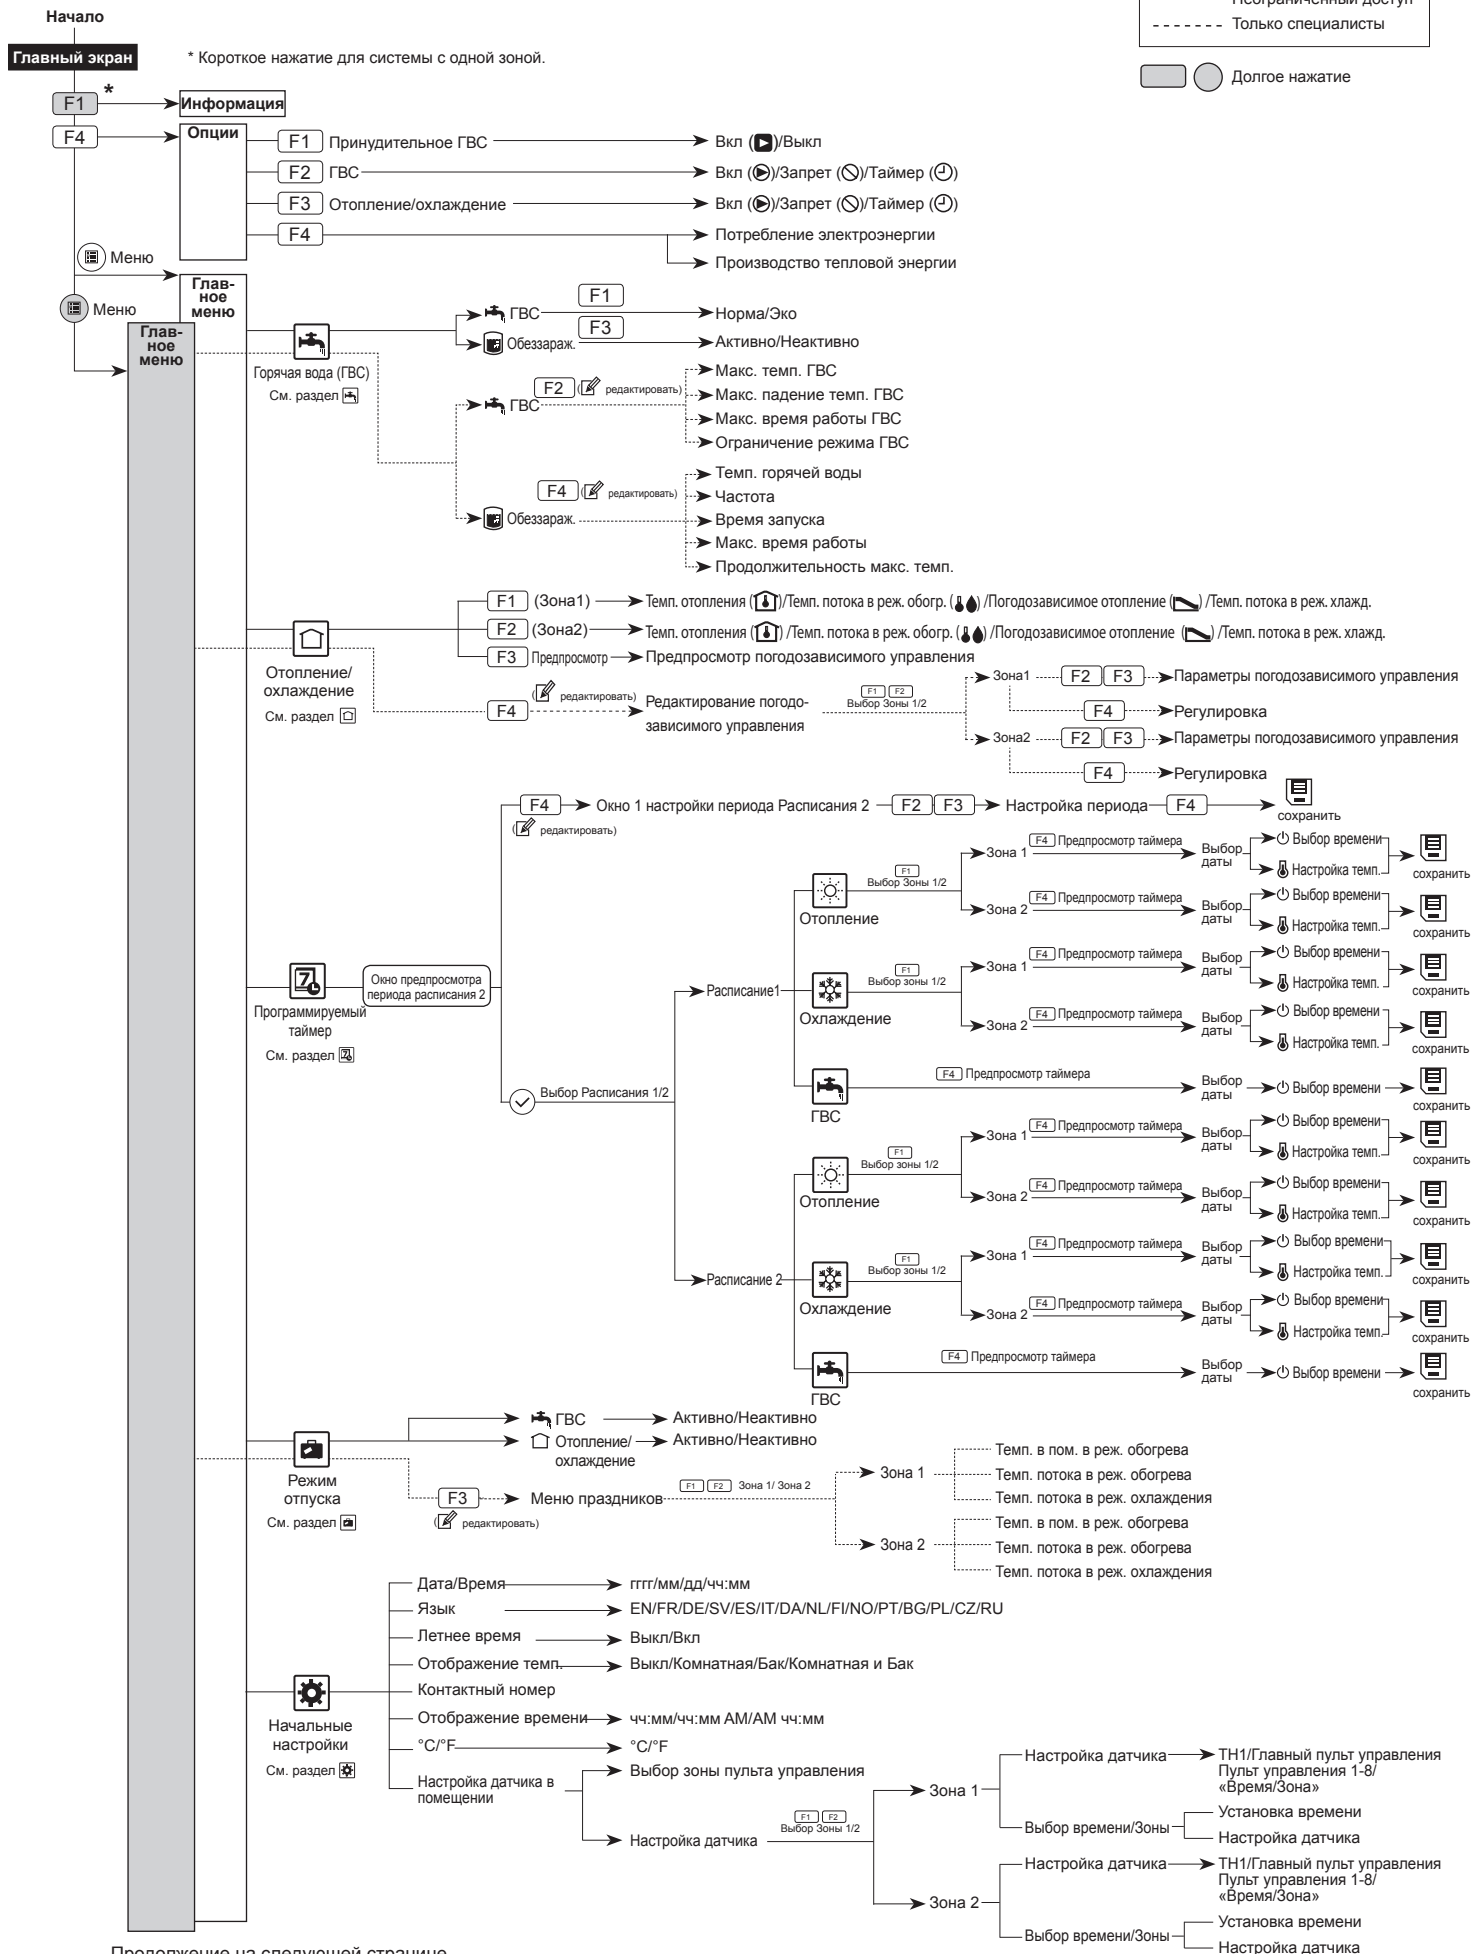 Начало
Главный экран
* Короткое нажатие для системы с одной зоной.
Неограниченный доступ
Только специалисты
Долгое нажатие
F1 * Информация
F4 Опции
F1 Принудительное ГВС Вкл ()/Выкл
F2 ГВС Вкл ()/Запрет ()/Таймер ()
F3 Отопление/охлаждение Вкл ()/Запрет ()/Таймер ()
F4 Потребление электроэнергии
Производство тепловой энергии
Меню
Глав-
ное
меню
Меню
Глав-
ное
меню
Горячая вода (ГВС)
См. раздел
ГВС F1 Норма/Эко
Обеззараж. F3 Активно/Неактивно
ГВС F2 ( редактировать)
Макс. темп. ГВС
Макс. падение темп. ГВС
Макс. время работы ГВС
Ограничение режима ГВС
Обеззараж. F4 ( редактировать)
Темп. горячей воды
Частота
Время запуска
Макс. время работы
Продолжительность макс. темп.
Отопление/
охлаждение
См. раздел
F1 (Зона1) Темп. отопления ()/Темп. потока в реж. обогр. () /Погодозависимое отопление () /Темп. потока в реж. хлажд.
F2 (Зона2) Темп. отопления () /Темп. потока в реж. обогр. () /Погодозависимое отопление () /Темп. потока в реж. хлажд.
F3 Предпросмотр Предпросмотр погодозависимого управления
F4 ( редактировать)
Редактирование погодо-
зависимого управления
F1 F2
Выбор Зоны 1/2
Зона1 F2 F3 Параметры погодозависимого управления
F4 Регулировка
Зона2 F2 F3 Параметры погодозависимого управления
F4 Регулировка
Программируемый
таймер
См. раздел
Окно предпросмотра
периода расписания 2
F4 Окно 1 настройки периода Расписания 2 F2 F3 Настройка периода F4 сохранить
( редактировать)
Выбор Расписания 1/2
Расписание1
Отопление
F1
Выбор Зоны 1/2
Зона 1 F4 Предпросмотр таймера Выбор
даты
Выбор времени
Настройка темп.
сохранить
Зона 2 F4 Предпросмотр таймера Выбор
даты
Выбор времени
Настройка темп.
сохранить
Охлаждение
F1
Выбор зоны 1/2
Зона 1 F4 Предпросмотр таймера Выбор
даты
Выбор времени
Настройка темп.
сохранить
Зона 2 F4 Предпросмотр таймера Выбор
даты
Выбор времени
Настройка темп.
сохранить
ГВС
F4 Предпросмотр таймера Выбор
даты
Выбор времени
сохранить
Расписание 2
Отопление
F1
Выбор зоны 1/2
Зона 1 F4 Предпросмотр таймера Выбор
даты
Выбор времени
Настройка темп.
сохранить
Зона 2 F4 Предпросмотр таймера Выбор
даты
Выбор времени
Настройка темп.
сохранить
Охлаждение
F1
Выбор зоны 1/2
Зона 1 F4 Предпросмотр таймера Выбор
даты
Выбор времени
Настройка темп.
сохранить
Зона 2 F4 Предпросмотр таймера Выбор
даты
Выбор времени
Настройка темп.
сохранить
ГВС
F4 Предпросмотр таймера Выбор
даты
Выбор времени
сохранить
Режим
отпуска
См. раздел
ГВС Активно/Неактивно
Отопление/
охлаждение
Активно/Неактивно
F3 Меню праздников F1 F2 Зона 1/ Зона 2
( редактировать)
Зона 1
Темп. в пом. в реж. обогрева
Темп. потока в реж. обогрева
Темп. потока в реж. охлаждения
Зона 2
Темп. в пом. в реж. обогрева
Темп. потока в реж. обогрева
Темп. потока в реж. охлаждения
Начальные
настройки
См. раздел
Дата/Время гггг/мм/дд/чч:мм
Язык EN/FR/DE/SV/ES/IT/DA/NL/FI/NO/PT/BG/PL/CZ/RU
Летнее время Выкл/Вкл
Отображение темп. Выкл/Комнатная/Бак/Комнатная и Бак
Контактный номер
Отображение времени чч:мм/чч:мм AM/AM чч:мм
°C/°F °C/°F
Настройка датчика в
помещении
Выбор зоны пульта управления
Настройка датчика
F1 F2
Выбор Зоны 1/2
Зона 1
Настройка датчика TH1/Главный пульт управления
Пульт управления 1-8/
«Время/Зона»
Выбор времени/Зоны
Установка времени
Настройка датчика
Зона 2
Настройка датчика TH1/Главный пульт управления
Пульт управления 1-8/
«Время/Зона»
Выбор времени/Зоны
Установка времени
Настройка датчика
Продолжение на следующей странице